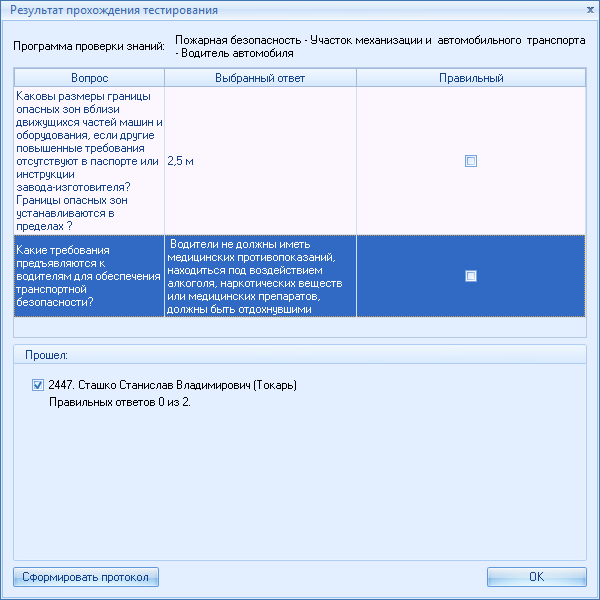 Результат прохождения тестирования
Программа проверки знаний:
Пожарная безопасность - Участок механизации и автомобильного транспорта
- Водитель автомобиля
Вопрос
Выбранный ответ
Правильный
Каковы размеры границы
опасных зон вблизи
движущихся частей машин и
оборудования, если другие
повышенные требования
отсутствуют в паспорте или
инструкции
завода-изготовителя?
Границы опасных зон
устанавливаются в
пределах ?
2,5 м
Какие требования
предъявляются к
водителям для обеспечения
транспортной
безопасности?
Водители не должны иметь
медицинских противопоказаний,
находиться под воздействием
алкоголя, наркотических веществ
или медицинских препаратов,
должны быть отдохнувшими
Прошел:
2447. Сташко Станислав Владимирович (Токарь)
Правильных ответов 0 из 2.
Сформировать протокол
OK